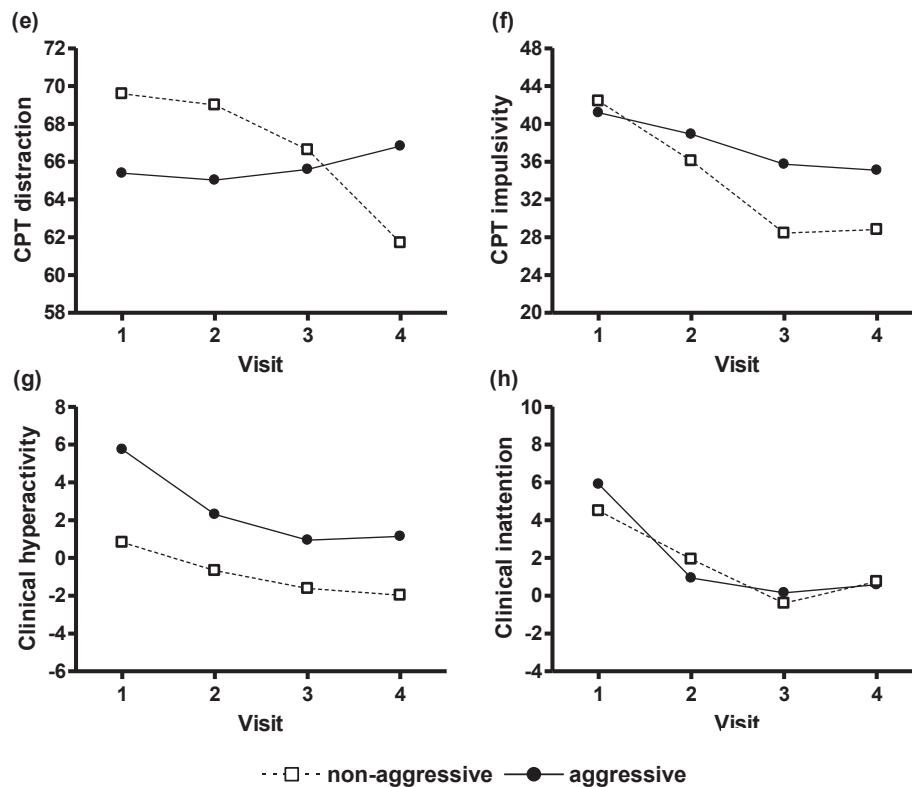 (e)
72
70
68
66
64
62
60
58
CPT distraction
1 2 3 4
Visit
(f)
48
44
40
36
32
28
24
20
CPT impulsivity
1 2 3 4
Visit
(g)
8
6
4
2
0
-2
-4
-6
Clinical hyperactivity
1 2 3 4
Visit
(h)
10
8
6
4
2
0
-2
-4
Clinical inattention
1 2 3 4
Visit
non-aggressive aggressive